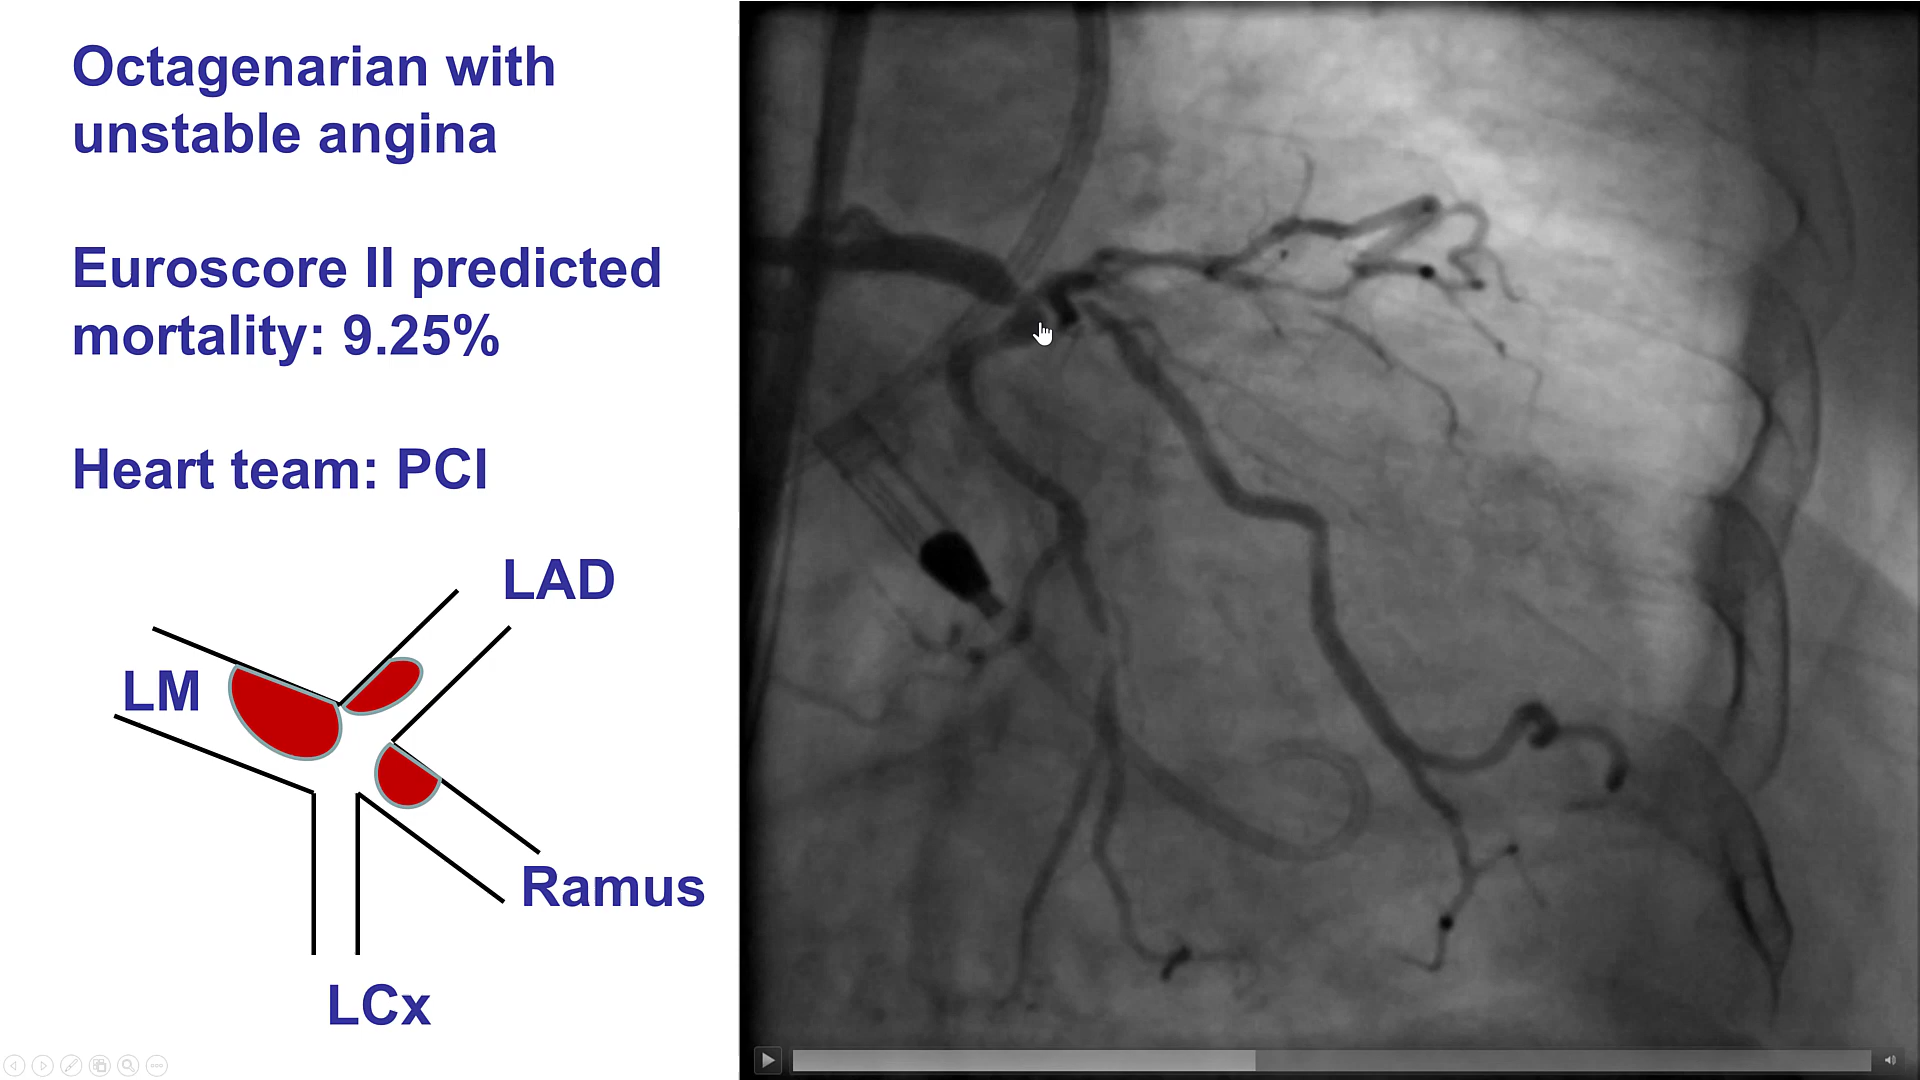 Octagenarian with
unstable angina
Euroscore II predicted
mortality: 9.25%
Heart team: PCI
LAD
LM
Ramus
LCx